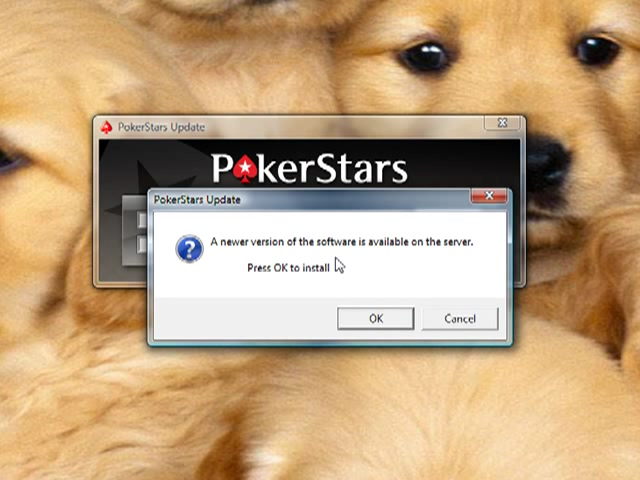 PokerStars Update
PokerStars
PokerStars Update
A newer version of the software is available on the server.
Press OK to install
OK
Cancel